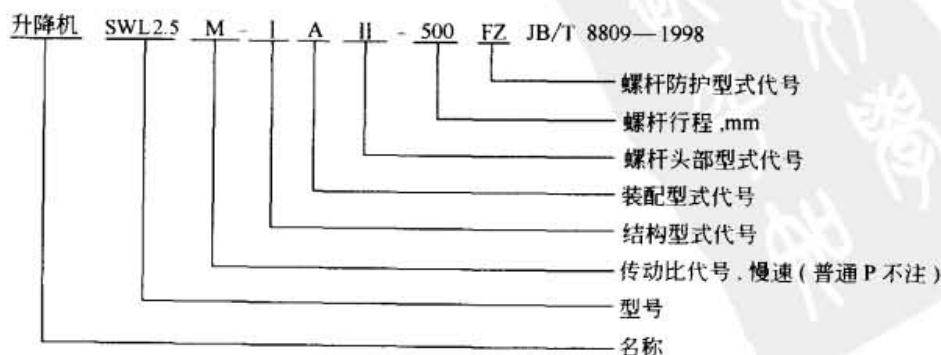 升降机 SWL2.5 M - I A II - 500 FZ JB/T 8809—1998
螺杆防护型式代号
螺杆行程,mm
螺杆头部型式代号
装配型式代号
结构型式代号
传动比代号.慢速(普通P不注)
型号
名称